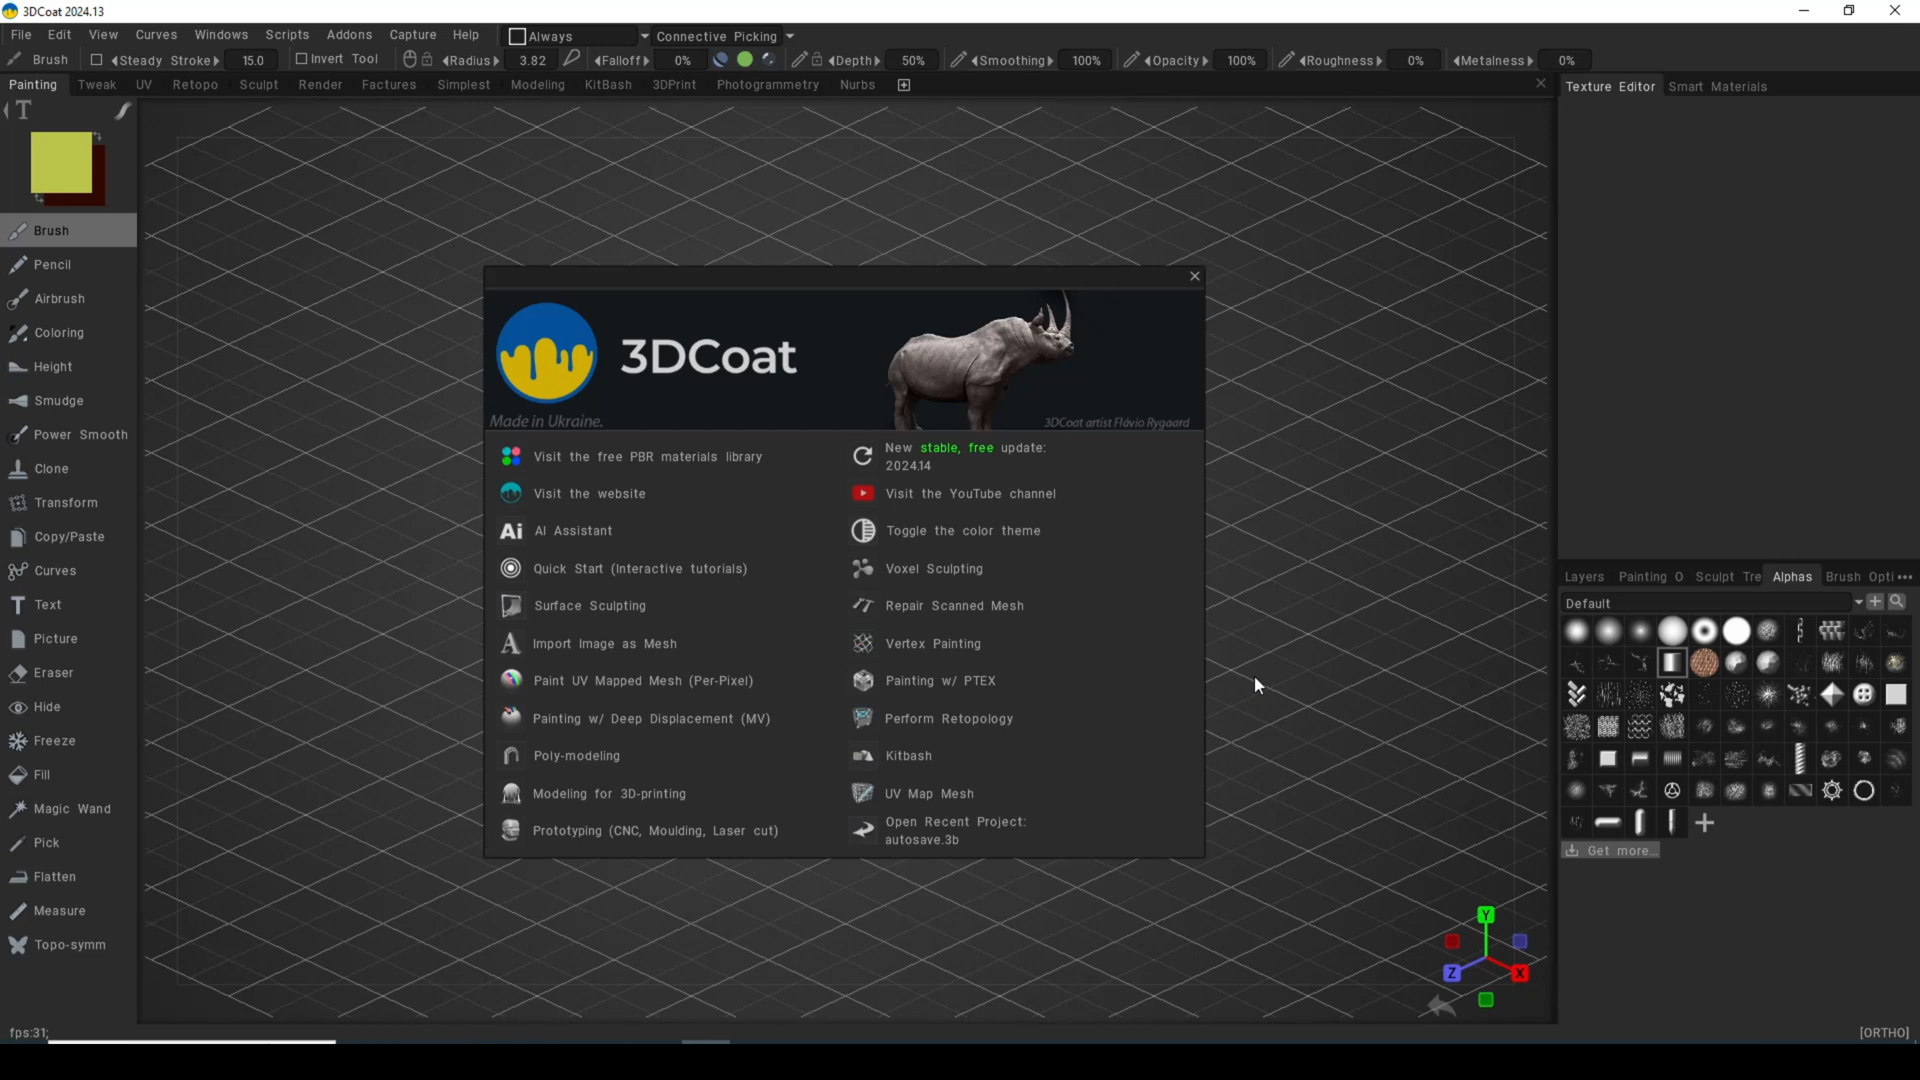 3DCoat 2024.13
File Edit View Curves Windows Scripts Addons Capture Help Always Connective Picking
Brush Steady Stroke 15.0 Invert Tool Radius 3.82 Falloff 0% Depth 50% Smoothing 100% Opacity 100% Roughness 0% Metalness 0%
Painting Tweak UV Retopo Sculpt Render Factures Simplest Modeling KitBash 3DPrint Photogrammetry Nurbs
Texture Editor Smart Materials
T
Brush
Pencil
Airbrush
Coloring
Height
Smudge
Power Smooth
Clone
Transform
Copy/Paste
Curves
Text
Picture
Eraser
Hide
Freeze
Fill
Magic Wand
Pick
Flatten
Measure
Topo-symm
3DCoat
Made in Ukraine.
3DCoat artist Flávio Rygaard
Visit the free PBR materials library
New stable, free update:
2024.14
Visit the website
Visit the YouTube channel
Ai AI Assistant
Toggle the color theme
Quick Start (Interactive tutorials)
Voxel Sculpting
Surface Sculpting
Repair Scanned Mesh
Import Image as Mesh
Vertex Painting
Paint UV Mapped Mesh (Per-Pixel)
Painting w/ PTEX
Painting w/ Deep Displacement (MV)
Perform Retopology
Poly-modeling
Kitbash
Modeling for 3D-printing
UV Map Mesh
Prototyping (CNC, Moulding, Laser cut)
Open Recent Project:
autosave.3b
Layers Painting O Sculpt Tre Alphas Brush Opti
Default
Get more...
Y
Z
X
fps:31;
[ORTHO]